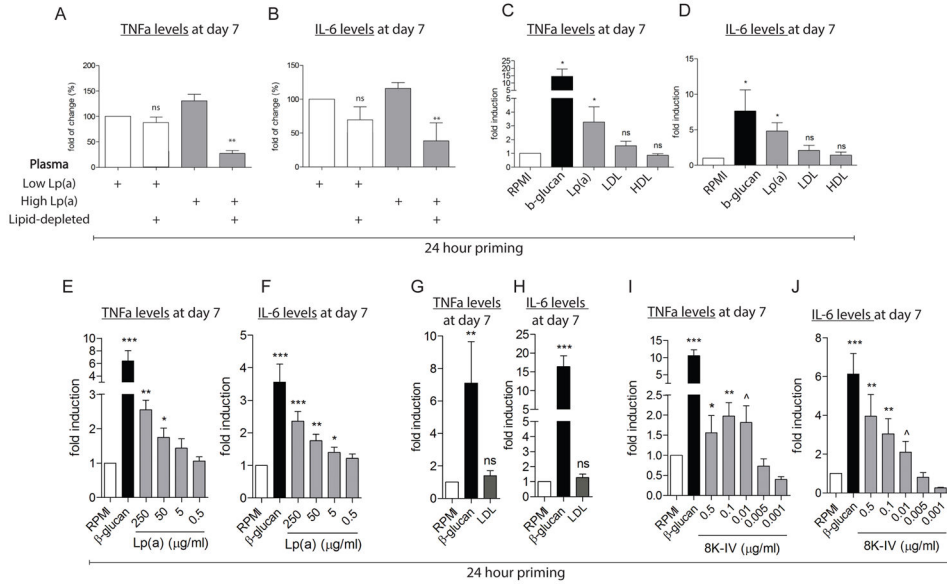 A
TNFa levels at day 7
fold of change (%)
200
150
100
50
0
ns
**
B
IL-6 levels at day 7
fold of change (%)
150
100
50
0
ns
**
Plasma
Low Lp(a) + + + +
High Lp(a) + + + +
Lipid-depleted + + + +
C
TNFa levels at day 7
fold induction
25
20
15
10
5
4
3
2
1
0
*
*
ns
ns
RPMI
b-glucan
Lp(a)
LDL
HDL
D
IL-6 levels at day 7
fold induction
15
10
5
0
*
*
ns
ns
RPMI
b-glucan
Lp(a)
LDL
HDL
24 hour priming
E
TNFa levels at day 7
fold induction
10
8
6
4
2
1
0
***
**
*
RPMI
β-glucan
250
50
5
0.5
Lp(a) (μg/ml)
F
IL-6 levels at day 7
fold induction
5
4
3
2
1
0
***
***
**
*
RPMI
β-glucan
250
50
5
0.5
Lp(a) (μg/ml)
G
TNFa levels
at day 7
fold induction
10
8
6
4
2
0
**
ns
RPMI
β-glucan
LDL
H
IL-6 levels
at day 7
fold induction
25
20
15
10
5
4
2
0
***
ns
RPMI
β-glucan
LDL
I
TNFa levels at day 7
fold induction
15
10
5
2.5
2.0
1.5
1.0
0.5
0.0
***
*
**
^
RPMI
β-glucan
0.5
0.1
0.01
0.005
0.001
8K-IV (μg/ml)
J
IL-6 levels at day 7
fold induction
8
6
4
2
0
***
**
**
^
RPMI
β-glucan
0.5
0.1
0.01
0.005
0.001
8K-IV (μg/ml)
24 hour priming